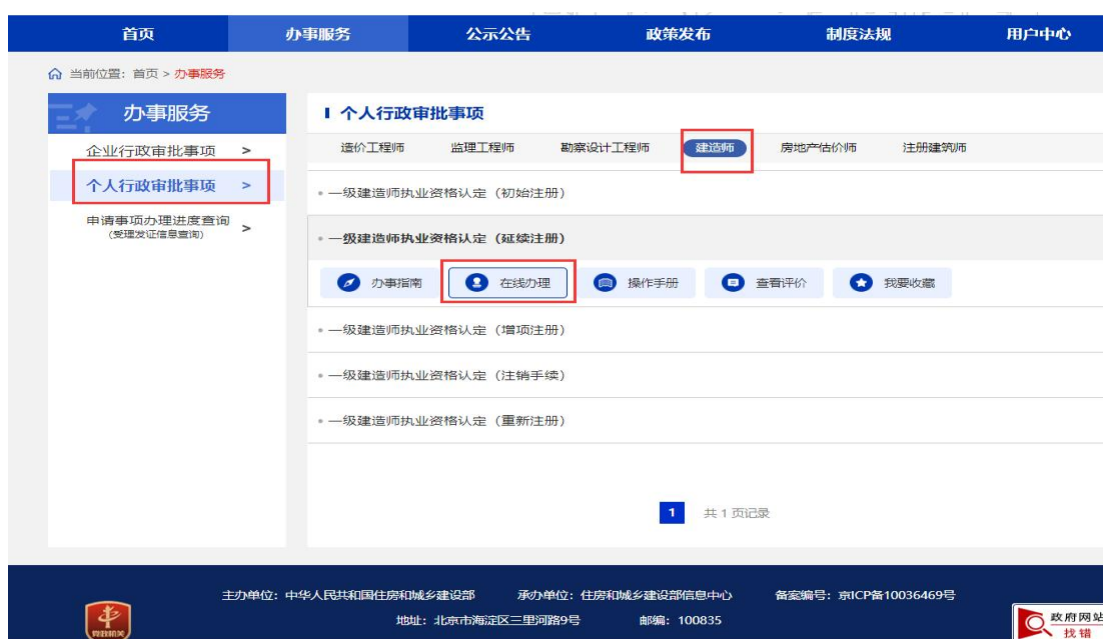 首页 办事服务 公示公告 政策发布 制度法规 用户中心
当前位置：首页 > 办事服务
办事服务
企业行政审批事项 >
个人行政审批事项 >
申请事项办理进度查询 >
（受理发证信息查询）
个人行政审批事项
造价工程师 监理工程师 勘察设计工程师 建造师 房地产估价师 注册建筑师
一级建造师执业资格认定（初始注册）
一级建造师执业资格认定（延续注册）
办事指南 在线办理 操作手册 查看评价 我要收藏
一级建造师执业资格认定（增项注册）
一级建造师执业资格认定（注销手续）
一级建造师执业资格认定（重新注册）
1 共 1 页记录
主办单位：中华人民共和国住房和城乡建设部 承办单位：住房和城乡建设部信息中心 备案编号：京ICP备10036469号
地址：北京市海淀区三里河路9号 邮编：100835
党政机关
政府网站
找错